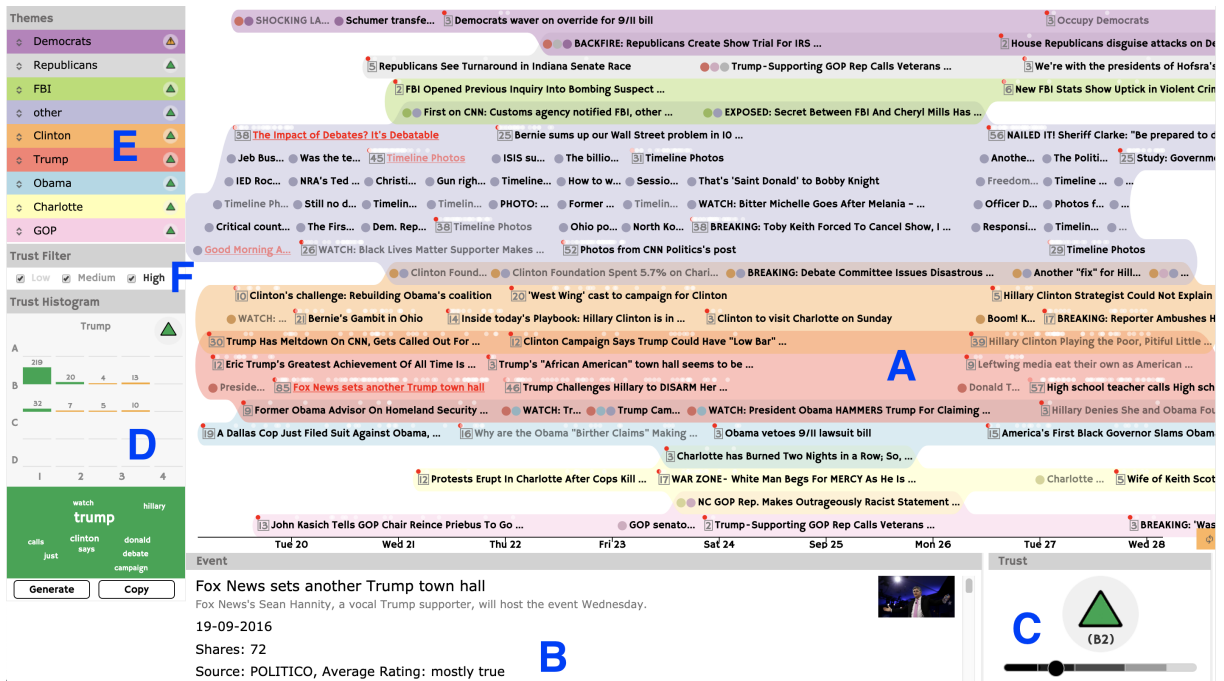 Themes
Democrats
Republicans
FBI
other
Clinton
Trump
Obama
Charlotte
GOP
E
Trust Filter
Low Medium High
F
Trust Histogram
Trump
A
219 20 4 13
B
32 7 5 10
C
D
D
1 2 3 4
watch hillary
trump
calls clinton says donald
just debate
campaign
Generate Copy
SHOCKING LA... Schumer transfe... 3 Democrats waver on override for 9/11 bill 3 Occupy Democrats
BACKFIRE: Republicans Create Show Trial For IRS ... 2 House Republicans disguise attacks on De
5 Republicans See Turnaround in Indiana Senate Race Trump-Supporting GOP Rep Calls Veterans ... 3 We're with the presidents of Hofsra's
2 FBI Opened Previous Inquiry Into Bombing Suspect ... 6 New FBI Stats Show Uptick in Violent Crim
First on CNN: Customs agency notified FBI, other ... EXPOSED: Secret Between FBI And Cheryl Mills Has ...
38 The Impact of Debates? It's Debatable 25 Bernie sums up our Wall Street problem in 10 ... 56 NAILED IT! Sheriff Clarke: "Be prepared to d
Jeb Bus... Was the te... 45 Timeline Photos ISIS su... The billio... 31 Timeline Photos Anothe... The Politi... 25 Study: Governme
IED Roc... NRA's Ted ... Christi... Gun righ... Timeline... How to w... Sessio... That's 'Saint Donald' to Bobby Knight Freedom... Timeline ... ...
Timeline Ph... Still no d... Timelin... Timelin... PHOTO: ... Former ... Timelin... WATCH: Bitter Michelle Goes After Melania – ... Officer D... Photos f... ...
Critical count... The Firs... Dem. Rep... 38 Timeline Photos Ohio po... North Ko... 38 BREAKING: Toby Keith Forced To Cancel Show, I ... Responsi... Timelin... ...
Good Morning A... 26 WATCH: Black Lives Matter Supporter Makes ... 52 Photos from CNN Politics's post 29 Timeline Photos
Clinton Found... Clinton Foundation Spent 5.7% on Chari... BREAKING: Debate Committee Issues Disastrous ... Another "fix" for Hill... ...
10 Clinton's challenge: Rebuilding Obama's coalition 20 'West Wing' cast to campaign for Clinton 5 Hillary Clinton Strategist Could Not Explain
WATCH: ... 21 Bernie's Gambit in Ohio 14 Inside today's Playbook: Hillary Clinton is in ... 3 Clinton to visit Charlotte on Sunday Boom! K... 17 BREAKING: Reporter Ambushes H
30 Trump Has Meltdown On CNN, Gets Called Out For ... 12 Clinton Campaign Says Trump Could Have "Low Bar" ... 39 Hillary Clinton Playing the Poor, Pitiful Little ...
12 Eric Trump's Greatest Achievement Of All Time Is ... 3 Trump's "African American" town hall seems to be ... A 9 Leftwing media eat their own as American ...
Preside... 85 Fox News sets another Trump town hall 46 Trump Challenges Hillary to DISARM Her ... Donald T... 57 High school teacher calls High sch
9 Former Obama Advisor On Homeland Security ... WATCH: Tr... Trump Cam... WATCH: President Obama HAMMERS Trump For Claiming ... 3 Hillary Denies She and Obama Fou
19 A Dallas Cop Just Filed Suit Against Obama, ... 16 Why are the Obama "Birther Claims" Making ... 3 Obama vetoes 9/11 lawsuit bill 15 America's First Black Governor Slams Obam
3 Charlotte has Burned Two Nights in a Row; So, ...
12 Protests Erupt In Charlotte After Cops Kill ... 17 WAR ZONE- White Man Begs For MERCY As He Is ... Charlotte ... 5 Wife of Keith Scot
NC GOP Rep. Makes Outrageously Racist Statement ...
13 John Kasich Tells GOP Chair Reince Priebus To Go ... GOP senato... 2 Trump-Supporting GOP Rep Calls Veterans ... 3 BREAKING: 'Was
Tue 20 Wed 21 Thu 22 Fri 23 Sat 24 Sep 25 Mon 26 Tue 27 Wed 28
Event
Fox News sets another Trump town hall
Fox News's Sean Hannity, a vocal Trump supporter, will host the event Wednesday.
19-09-2016
Shares: 72
Source: POLITICO, Average Rating: mostly true
B
Trust
C
(B2)